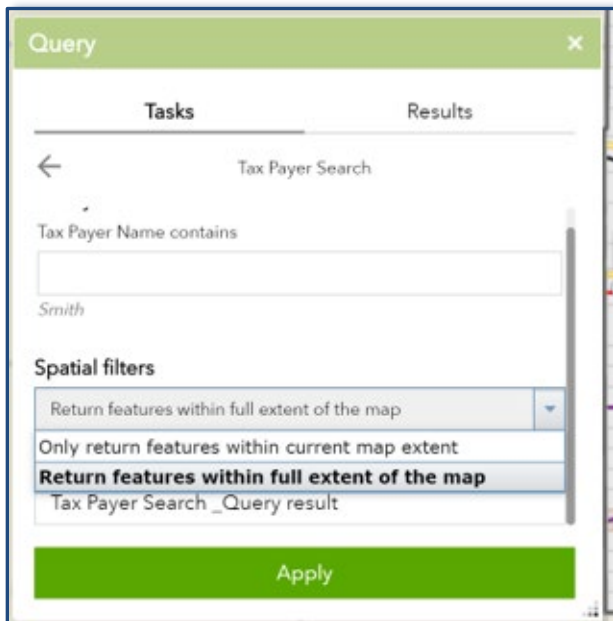 Query ×
Tasks Results
Tax Payer Search
Tax Payer Name contains
Smith
Spatial filters
Return features within full extent of the map
Only return features within current map extent
Return features within full extent of the map
Tax Payer Search _Query result
Apply